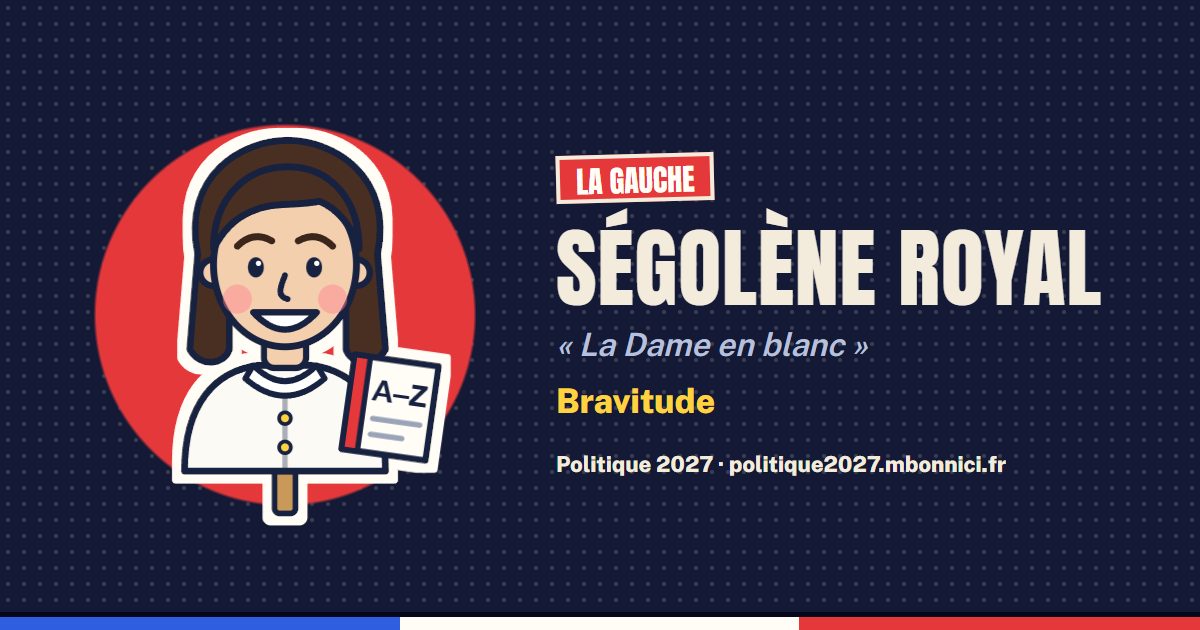 LA GAUCHE
SÉGOLÈNE ROYAL
« La Dame en blanc »
Bravitude
A–Z
Politique 2027 · politique2027.mbonnici.fr